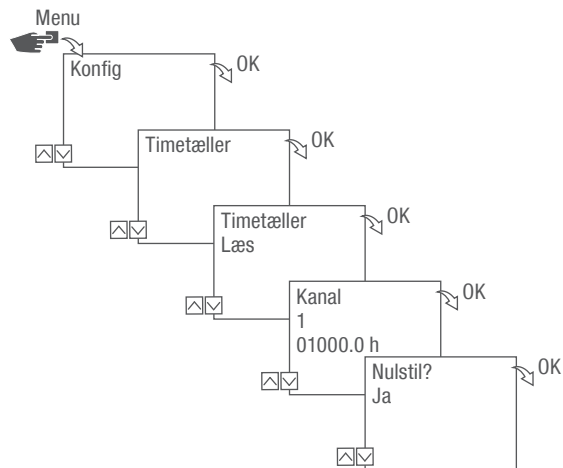 Menu
Konfig
OK
Timetæller
OK
Timetæller
Læs
OK
Kanal
1
01000.0 h
OK
Nulstil?
Ja
OK